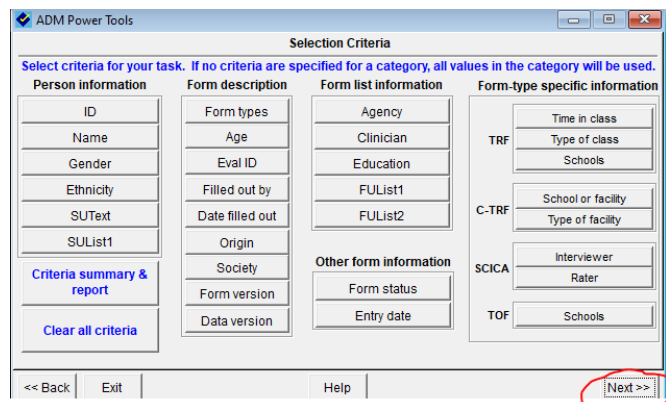 ADM Power Tools
Selection Criteria
Select criteria for your task. If no criteria are specified for a category, all values in the category will be used.
Person information
ID
Name
Gender
Ethnicity
SUText
SUList1
Criteria summary &
report
Clear all criteria
Form description
Form types
Age
Eval ID
Filled out by
Date filled out
Origin
Society
Form version
Data version
Form list information
Agency
Clinician
Education
FUList1
FUList2
Other form information
Form status
Entry date
Form-type specific information
TRF
Time in class
Type of class
Schools
C-TRF
School or facility
Type of facility
SCICA
Interviewer
Rater
TOF
Schools
<< Back
Exit
Help
Next >>